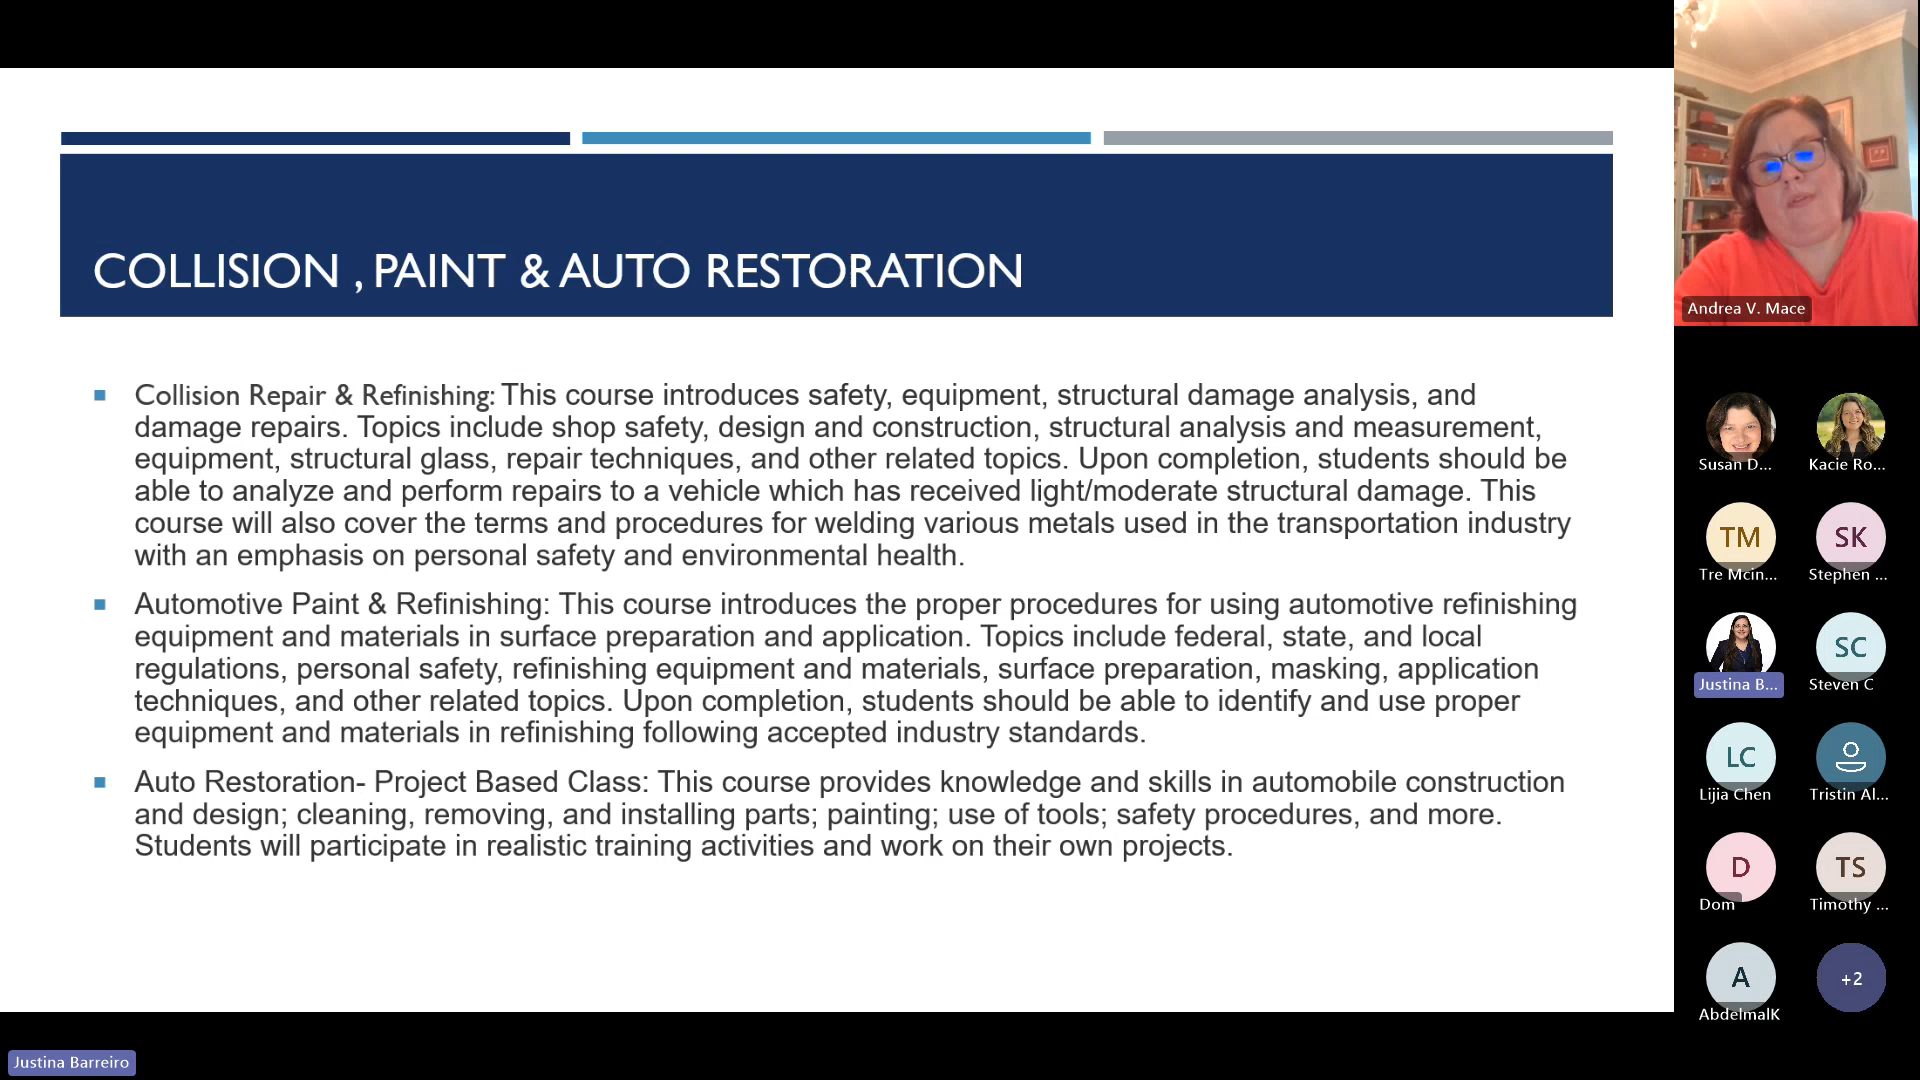 COLLISION , PAINT & AUTO RESTORATION
Collision Repair & Refinishing: This course introduces safety, equipment, structural damage analysis, and
damage repairs. Topics include shop safety, design and construction, structural analysis and measurement,
equipment, structural glass, repair techniques, and other related topics. Upon completion, students should be
able to analyze and perform repairs to a vehicle which has received light/moderate structural damage. This
course will also cover the terms and procedures for welding various metals used in the transportation industry
with an emphasis on personal safety and environmental health.
Automotive Paint & Refinishing: This course introduces the proper procedures for using automotive refinishing
equipment and materials in surface preparation and application. Topics include federal, state, and local
regulations, personal safety, refinishing equipment and materials, surface preparation, masking, application
techniques, and other related topics. Upon completion, students should be able to identify and use proper
equipment and materials in refinishing following accepted industry standards.
Auto Restoration- Project Based Class: This course provides knowledge and skills in automobile construction
and design; cleaning, removing, and installing parts; painting; use of tools; safety procedures, and more.
Students will participate in realistic training activities and work on their own projects.
Andrea V. Mace
Susan D...
Kacie Ro...
TM
SK
Tre Mcin...
Stephen ...
SC
Justina B...
Steven C
LC
Lijia Chen
Tristin Al...
D
TS
Dom
Timothy ...
A
+2
AbdelmalK
Justina Barreiro